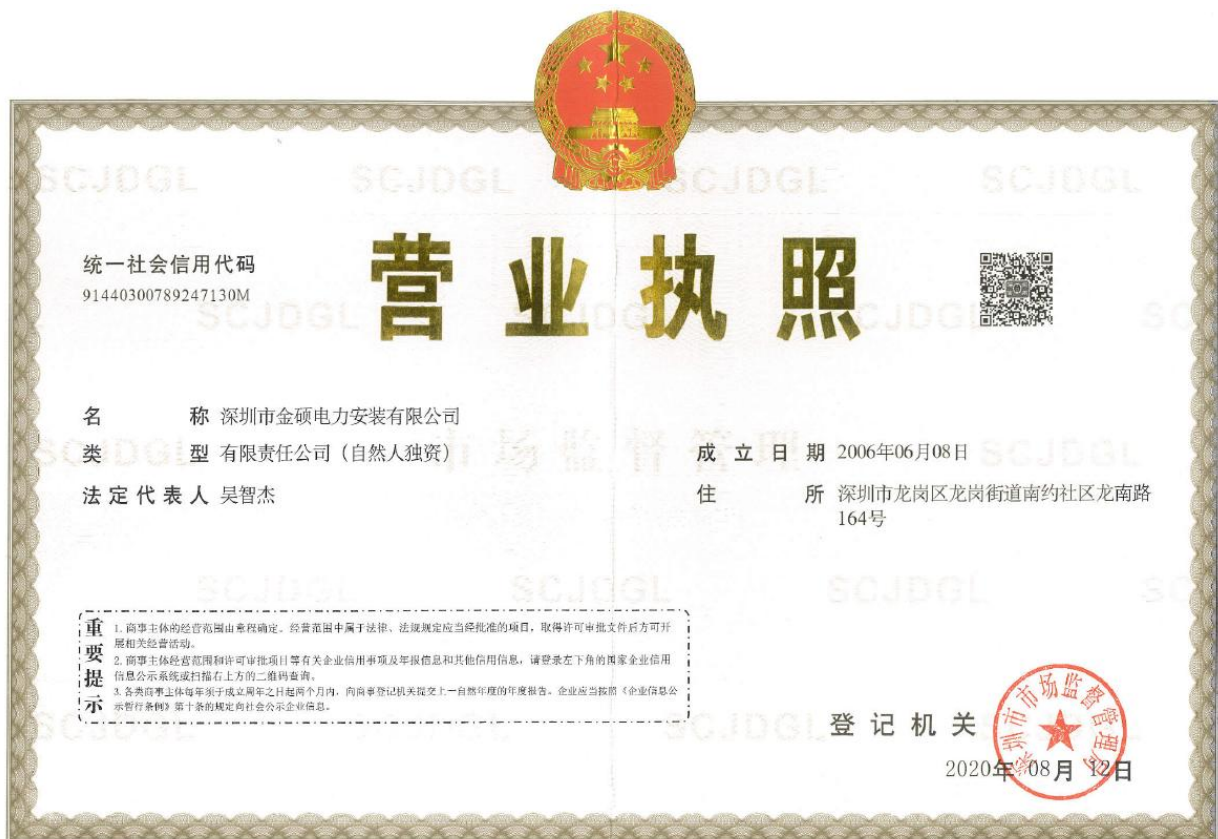 SCJDGL SCJDGL SCJDGL SCJDGL
营业执照
统一社会信用代码
91440300789247130M
SCJDGL
名 称 深圳市金硕电力安装有限公司
类 型 有限责任公司（自然人独资）
法定代表人 吴智杰
市场监督管理
成立日期 2006年06月08日
住 所 深圳市龙岗区龙岗街道南约社区龙南路
164号
SCJDGL SCJDGL SCJDGL
重要提示
1. 商事主体的经营范围由章程确定。经营范围中属于法律、法规规定应当经批准的项目，取得许可审批文件后方可开
展相关经营活动。
2. 商事主体经营范围和许可审批项目等有关企业信用事项及年报信息和其他信用信息，请登录左下角的国家企业信用
信息公示系统或扫描右上方的二维码查询。
3. 各类商事主体每年须于成立周年之日起两个月内，向商事登记机关提交上一自然年度的年度报告。企业应当按照《企业信息公
示暂行条例》第十条的规定向社会公示企业信息。
登记机关
深圳市市场监督管理局
2020年08月12日